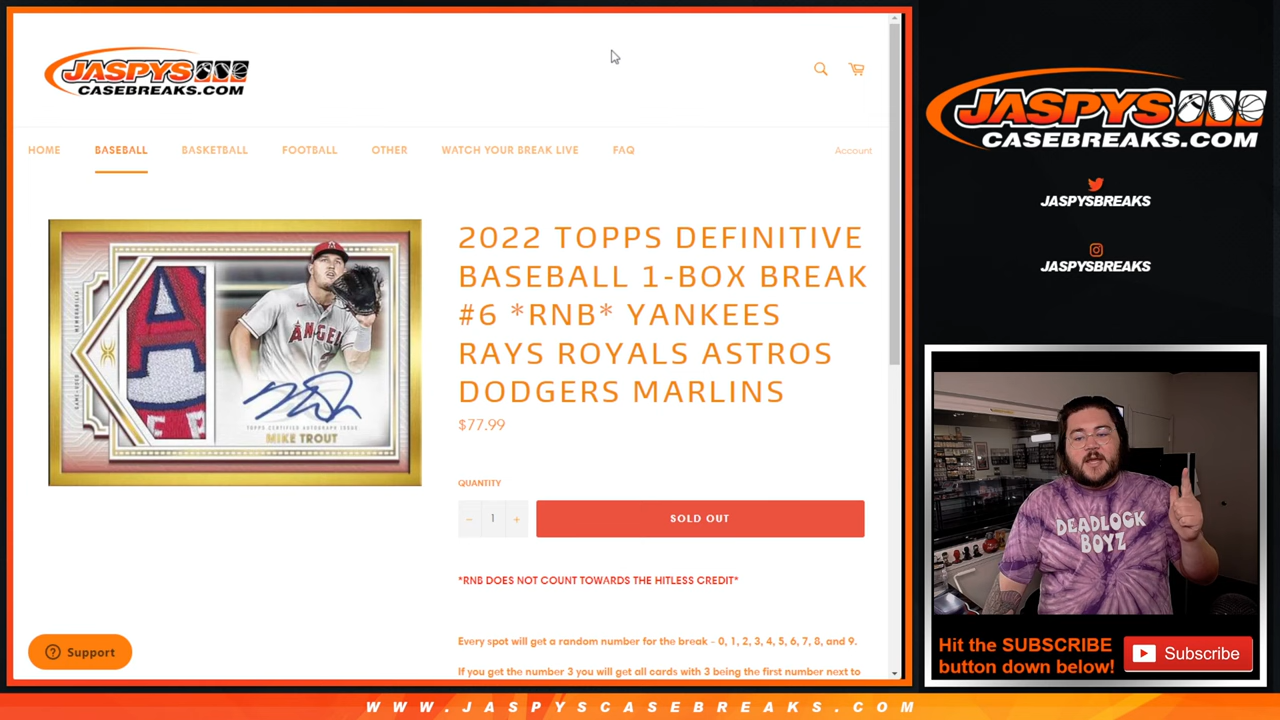 JASPYS
CASEBREAKS.COM
HOME
BASEBALL
BASKETBALL
FOOTBALL
OTHER
WATCH YOUR BREAK LIVE
FAQ
Account
2022 TOPPS DEFINITIVE
BASEBALL 1-BOX BREAK
#6 *RNB* YANKEES
RAYS ROYALS ASTROS
DODGERS MARLINS
$77.99
ANGELS
TOPPS CERTIFIED AUTOGRAPH ISSUE
MIKE TROUT
QUANTITY
− 1 +
SOLD OUT
*RNB DOES NOT COUNT TOWARDS THE HITLESS CREDIT*
Every spot will get a random number for the break - 0, 1, 2, 3, 4, 5, 6, 7, 8, and 9.
If you get the number 3 you will get all cards with 3 being the first number next to
Support
JASPYS
CASEBREAKS.COM
JASPYSBREAKS
JASPYSBREAKS
DEADLOCK
BOYZ
Hit the SUBSCRIBE
button down below!
Subscribe
WWW.JASPYSCASEBREAKS.COM